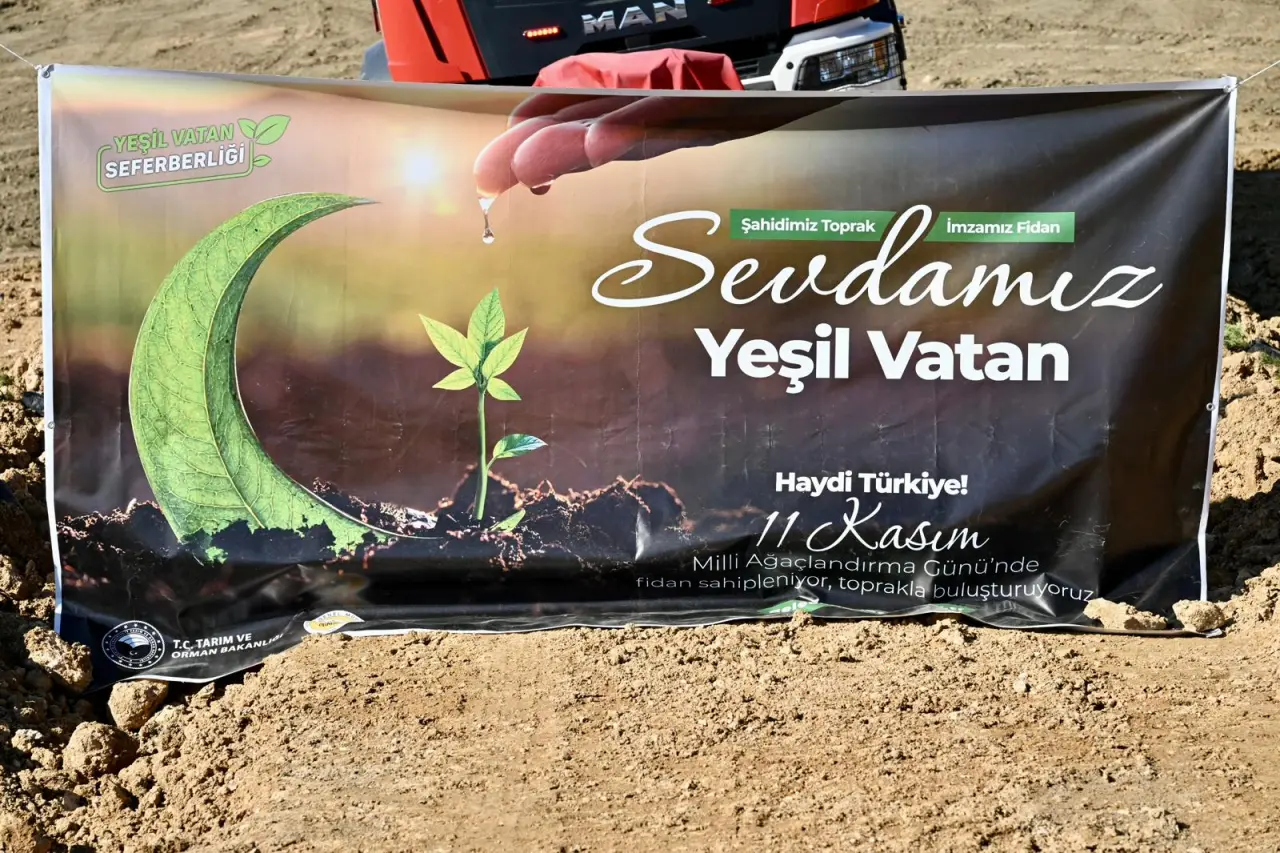 MAN
YEŞİL VATAN
SEFERBERLİĞİ
Şahidimiz Toprak İmzamız Fidan
Sevdamız
Yeşil Vatan
Haydi Türkiye!
11 Kasım
Milli Ağaçlandırma Günü'nde
fidan sahipleniyor, toprakla buluşturuyoruz
T.C. TARIM VE
ORMAN BAKANLIĞI